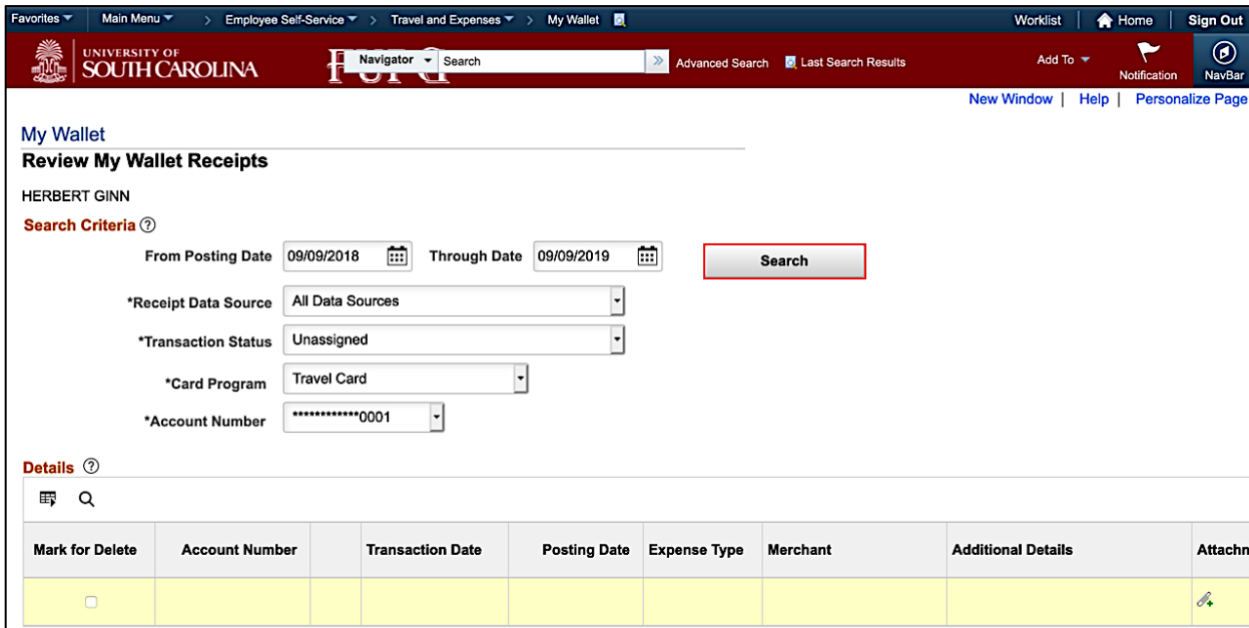 Favorites Main Menu > Employee Self-Service > Travel and Expenses > My Wallet Worklist Home Sign Out
UNIVERSITY OF
SOUTH CAROLINA
Navigator Search » Advanced Search Last Search Results Add To Notification NavBar
New Window | Help | Personalize Page
My Wallet
Review My Wallet Receipts
HERBERT GINN
Search Criteria ?
From Posting Date 09/09/2018 Through Date 09/09/2019 Search
*Receipt Data Source All Data Sources
*Transaction Status Unassigned
*Card Program Travel Card
*Account Number ************0001
Details ?
Mark for Delete Account Number Transaction Date Posting Date Expense Type Merchant Additional Details Attachn